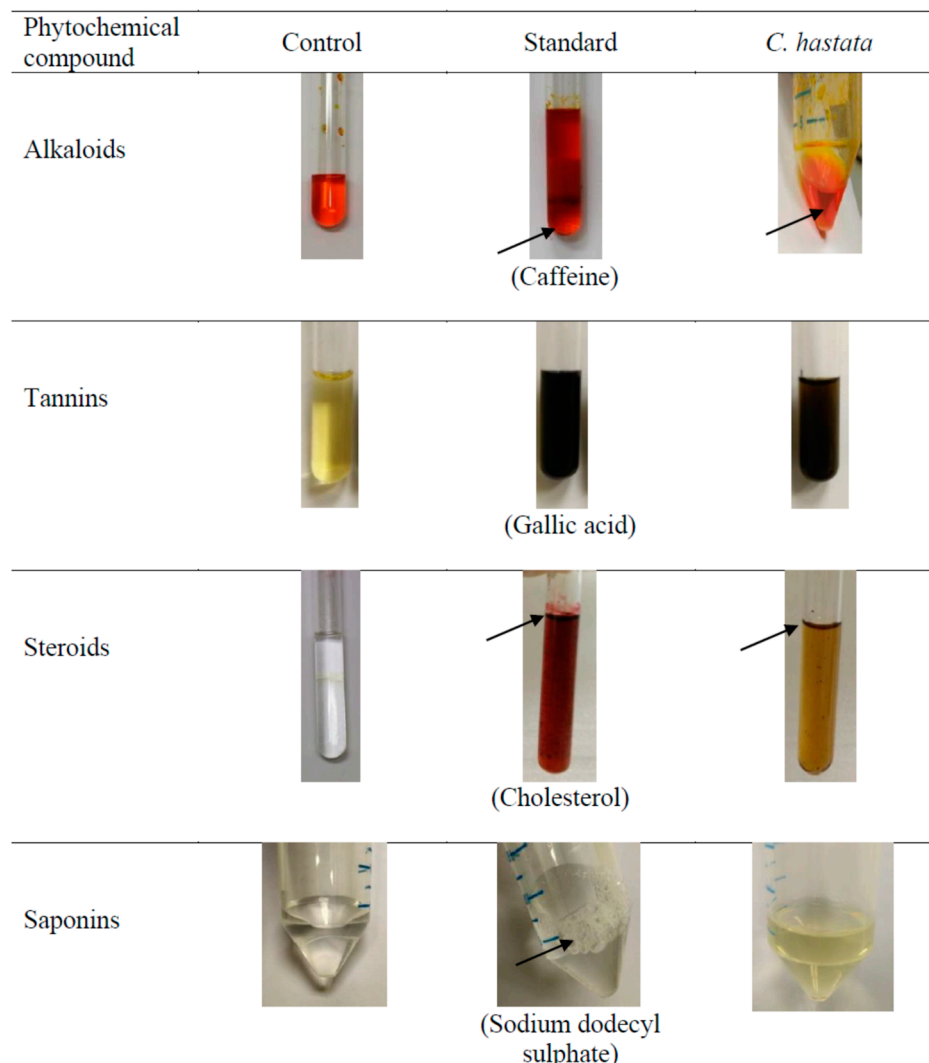 Phytochemical
compound
Control
Standard
C. hastata
Alkaloids
(Caffeine)
Tannins
(Gallic acid)
Steroids
(Cholesterol)
Saponins
(Sodium dodecyl
sulphate)